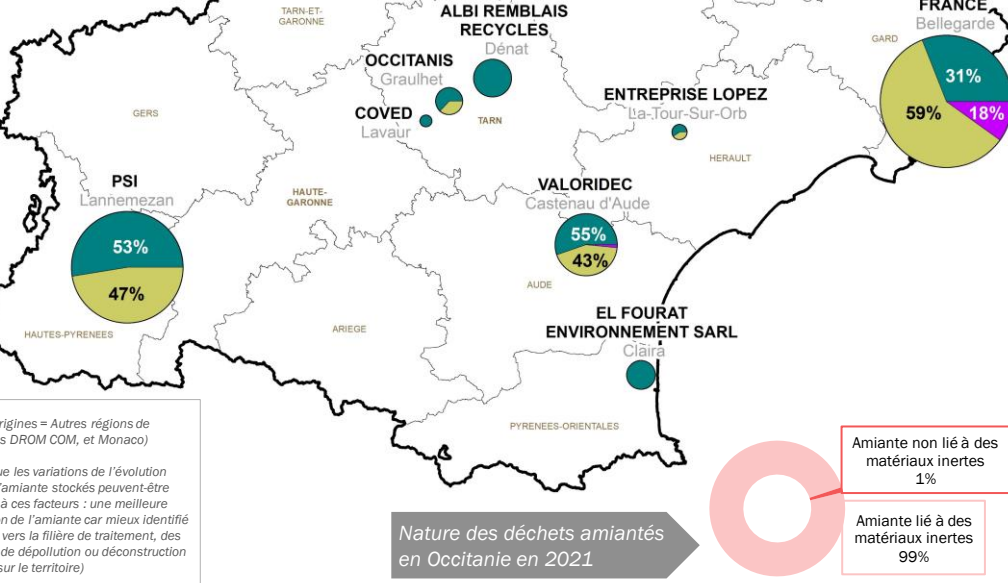 TARN-ET-
GARONNE
ALBI REMBLAIS
RECYCLES
Dénat
FRANCE
Bellegarde
GARD
31%
59%
18%
OCCITANIS
Graulhet
COVED
Lavaur
TARN
ENTREPRISE LOPEZ
La-Tour-Sur-Orb
HERAULT
GERS
PSI
Lannemezan
53%
47%
HAUTE-
GARONNE
VALORIDEC
Castenau d'Aude
55%
43%
AUDE
HAUTES-PYRENEES
ARIEGE
EL FOURAT
ENVIRONNEMENT SARL
Claira
PYRENEES-ORIENTALES
rigines = Autres régions de
s DROM COM, et Monaco)
ue les variations de l'évolution
'amiante stockés peuvent-être
à ces facteurs : une meilleure
on de l'amiante car mieux identifié
vers la filière de traitement, des
de dépollution ou déconstruction
sur le territoire)
Nature des déchets amiantés
en Occitanie en 2021
Amiante non lié à des
matériaux inertes
1%
Amiante lié à des
matériaux inertes
99%